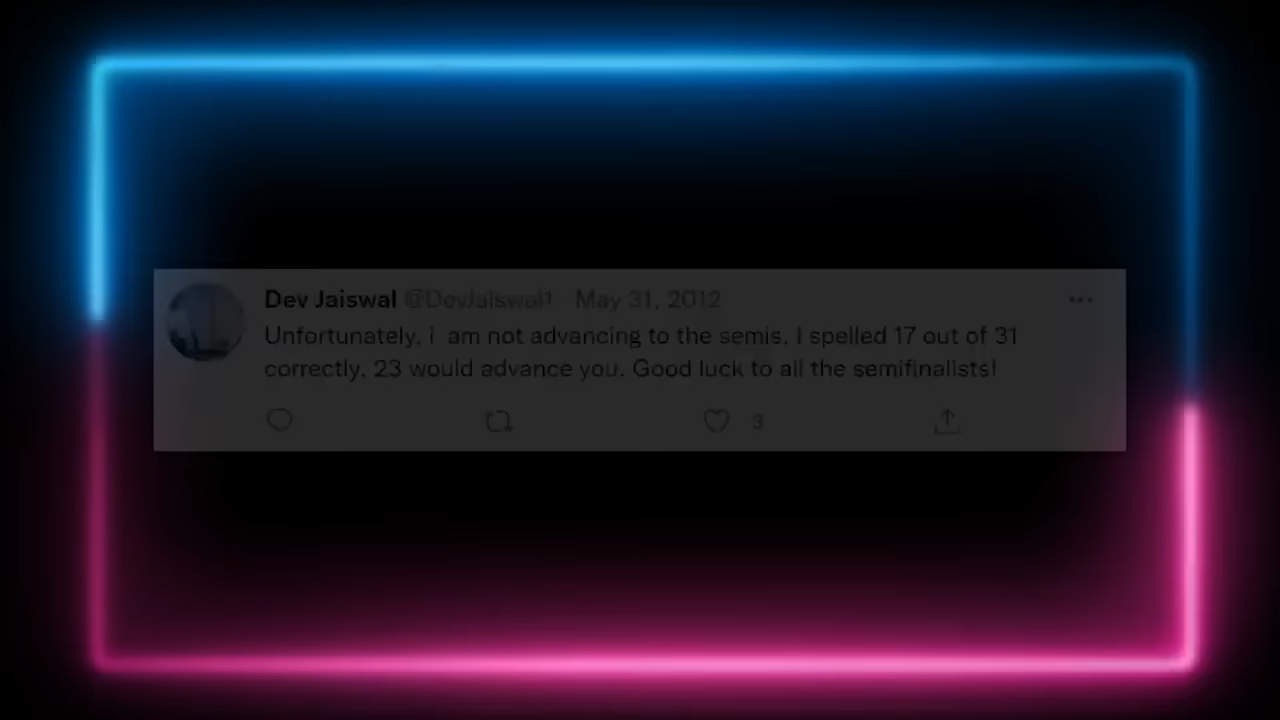 Dev Jaiswal @DevJaiswal1 · May 31, 2012
Unfortunately, i am not advancing to the semis, I spelled 17 out of 31
correctly, 23 would advance you. Good luck to all the semifinalists!
3